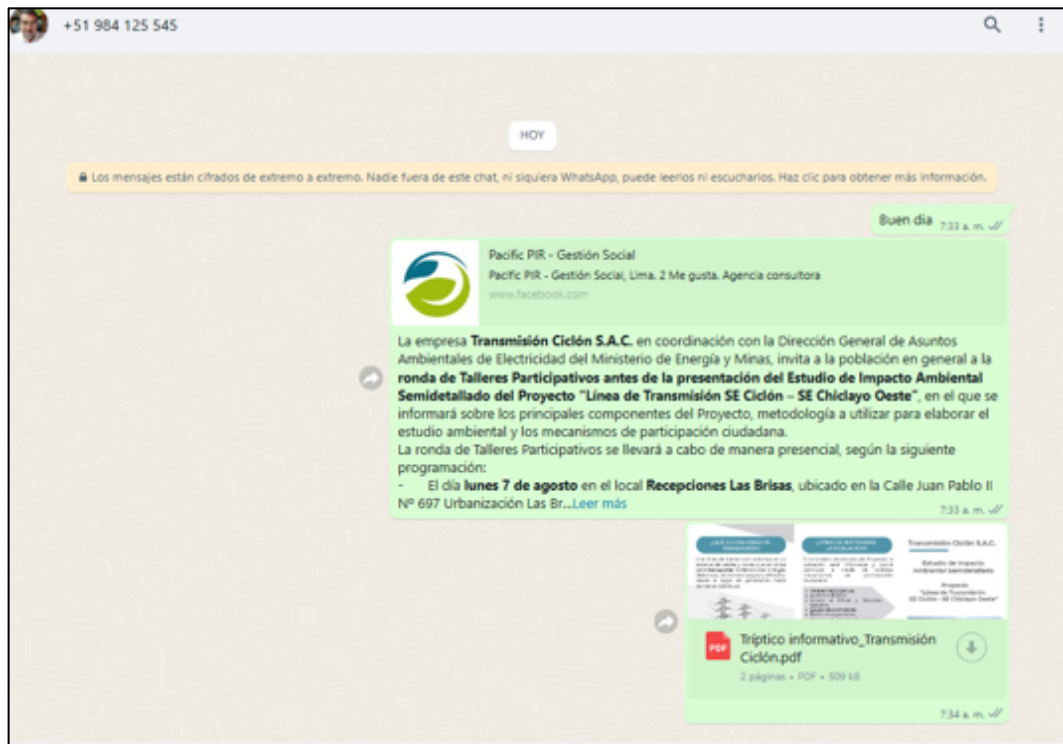 +51 984 125 545
HOY
Los mensajes están cifrados de extremo a extremo. Nadie fuera de este chat, ni siquiera WhatsApp, puede leerlos ni escucharlos. Haz clic para obtener más información.
Buen dia 7:33 a. m.
Pacific PIR - Gestión Social
Pacific PIR - Gestión Social, Lima. 2 Me gusta. Agencia consultora
www.facebook.com
La empresa Transmisión Ciclón S.A.C. en coordinación con la Dirección General de Asuntos
Ambientales de Electricidad del Ministerio de Energía y Minas, invita a la población en general a la
ronda de Talleres Participativos antes de la presentación del Estudio de Impacto Ambiental
Semidetallado del Proyecto "Línea de Transmisión SE Ciclón – SE Chiclayo Oeste", en el que se
informará sobre los principales componentes del Proyecto, metodología a utilizar para elaborar el
estudio ambiental y los mecanismos de participación ciudadana.
La ronda de Talleres Participativos se llevará a cabo de manera presencial, según la siguiente
programación:
- El día lunes 7 de agosto en el local Recepciones Las Brisas, ubicado en la Calle Juan Pablo II
Nº 697 Urbanización Las Br...Leer más
7:33 a. m.
Transmisión Ciclón S.A.C.
Estudio de Impacto
Ambiental Semidetallado
Proyecto
"Línea de Transmisión
SE Ciclón - SE Chiclayo Oeste"
PDF
Tríptico informativo_Transmisión
Ciclón.pdf
2 páginas • PDF • 509 kB
7:34 a. m.